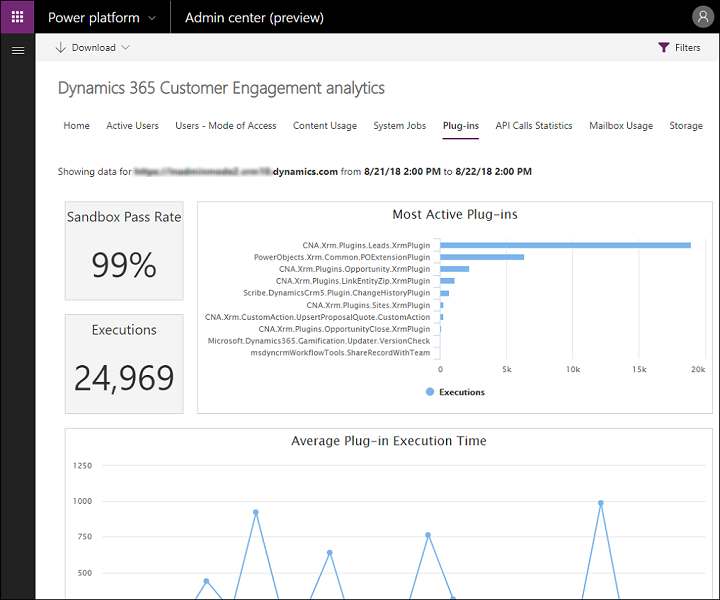 Power platform
Admin center (preview)
Download
Filters
Dynamics 365 Customer Engagement analytics
Home Active Users Users - Mode of Access Content Usage System Jobs Plug-ins API Calls Statistics Mailbox Usage Storage
Showing data for dynamics.com from 8/21/18 2:00 PM to 8/22/18 2:00 PM
Sandbox Pass Rate
99%
Executions
24,969
Most Active Plug-ins
CNA.Xrm.Plugins.Leads.XrmPlugin
PowerObjects.Xrm.Common.POExtensionPlugin
CNA.Xrm.Plugins.Opportunity.XrmPlugin
CNA.Xrm.Plugins.LinkEntityZip.XrmPlugin
Scribe.DynamicsCrm5.Plugin.ChangeHistoryPlugin
CNA.Xrm.Plugins.Sites.XrmPlugin
CNA.Xrm.CustomAction.UpsertProposalQuote.CustomAction
CNA.Xrm.Plugins.OpportunityClose.XrmPlugin
Microsoft.Dynamics365.Gamification.Updater.VersionCheck
msdyncrmWorkflowTools.ShareRecordWithTeam
0 5k 10k 15k 20k
Executions
Average Plug-in Execution Time
1250
1000
750
500